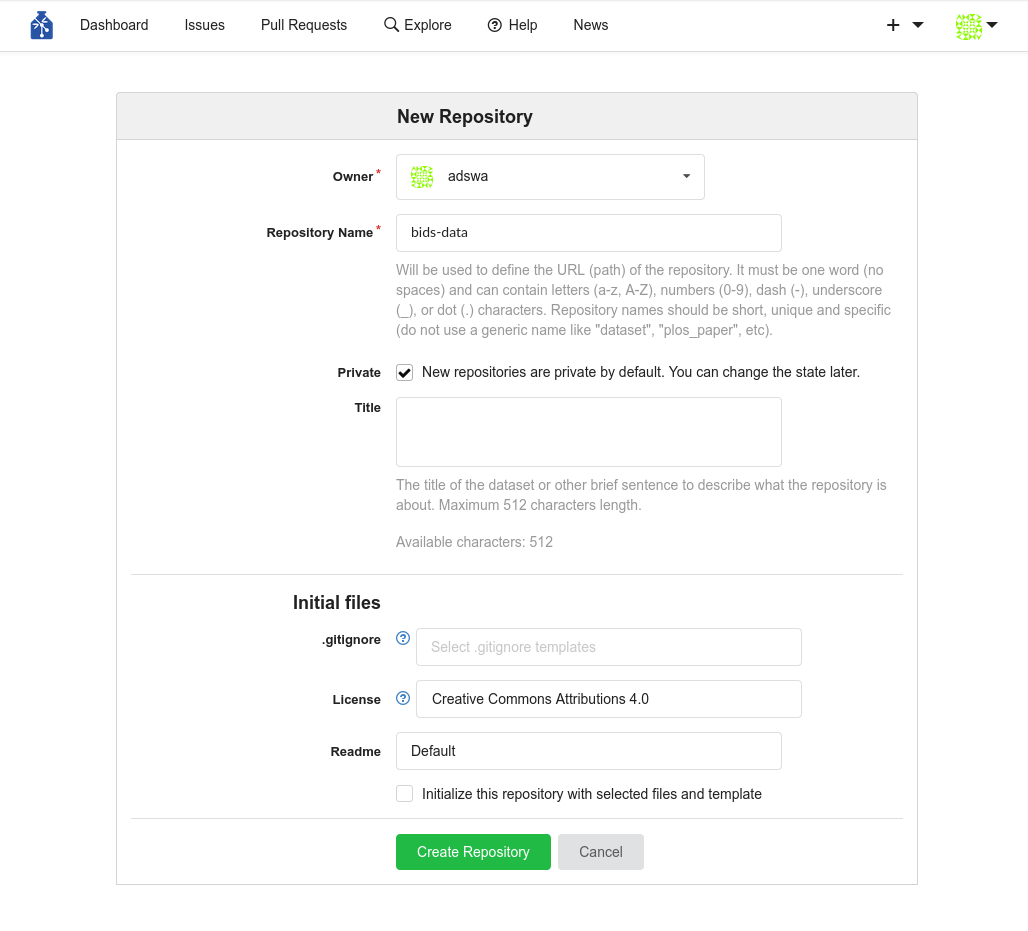 Dashboard Issues Pull Requests Explore Help News
New Repository
Owner * adswa
Repository Name * bids-data
Will be used to define the URL (path) of the repository. It must be one word (no
spaces) and can contain letters (a-z, A-Z), numbers (0-9), dash (-), underscore
(_), or dot (.) characters. Repository names should be short, unique and specific
(do not use a generic name like "dataset", "plos_paper", etc).
Private New repositories are private by default. You can change the state later.
Title
The title of the dataset or other brief sentence to describe what the repository is
about. Maximum 512 characters length.
Available characters: 512
Initial files
.gitignore Select .gitignore templates
License Creative Commons Attributions 4.0
Readme Default
Initialize this repository with selected files and template
Create Repository Cancel